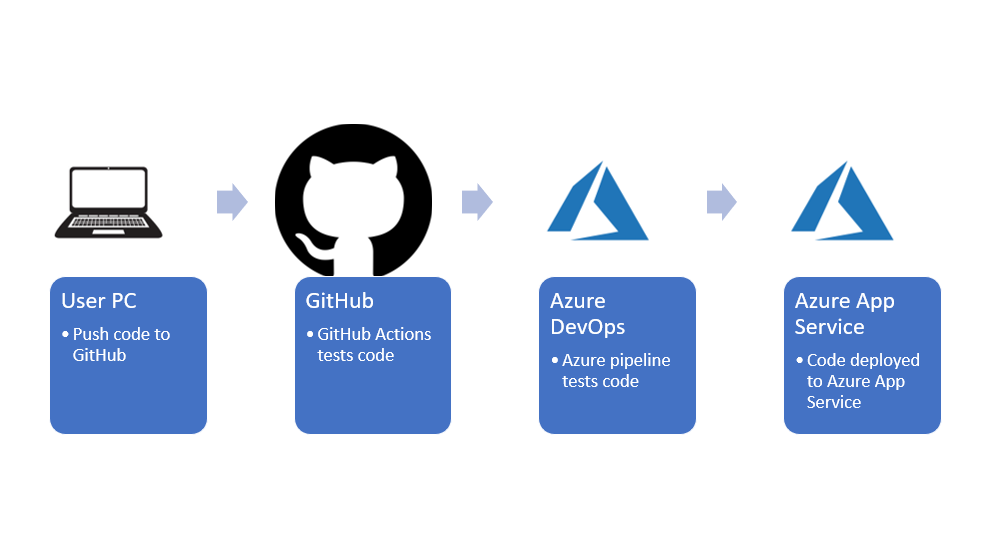 User PC
• Push code to
GitHub
GitHub
• GitHub Actions
tests code
Azure
DevOps
• Azure pipeline
tests code
Azure App
Service
• Code deployed
to Azure App
Service